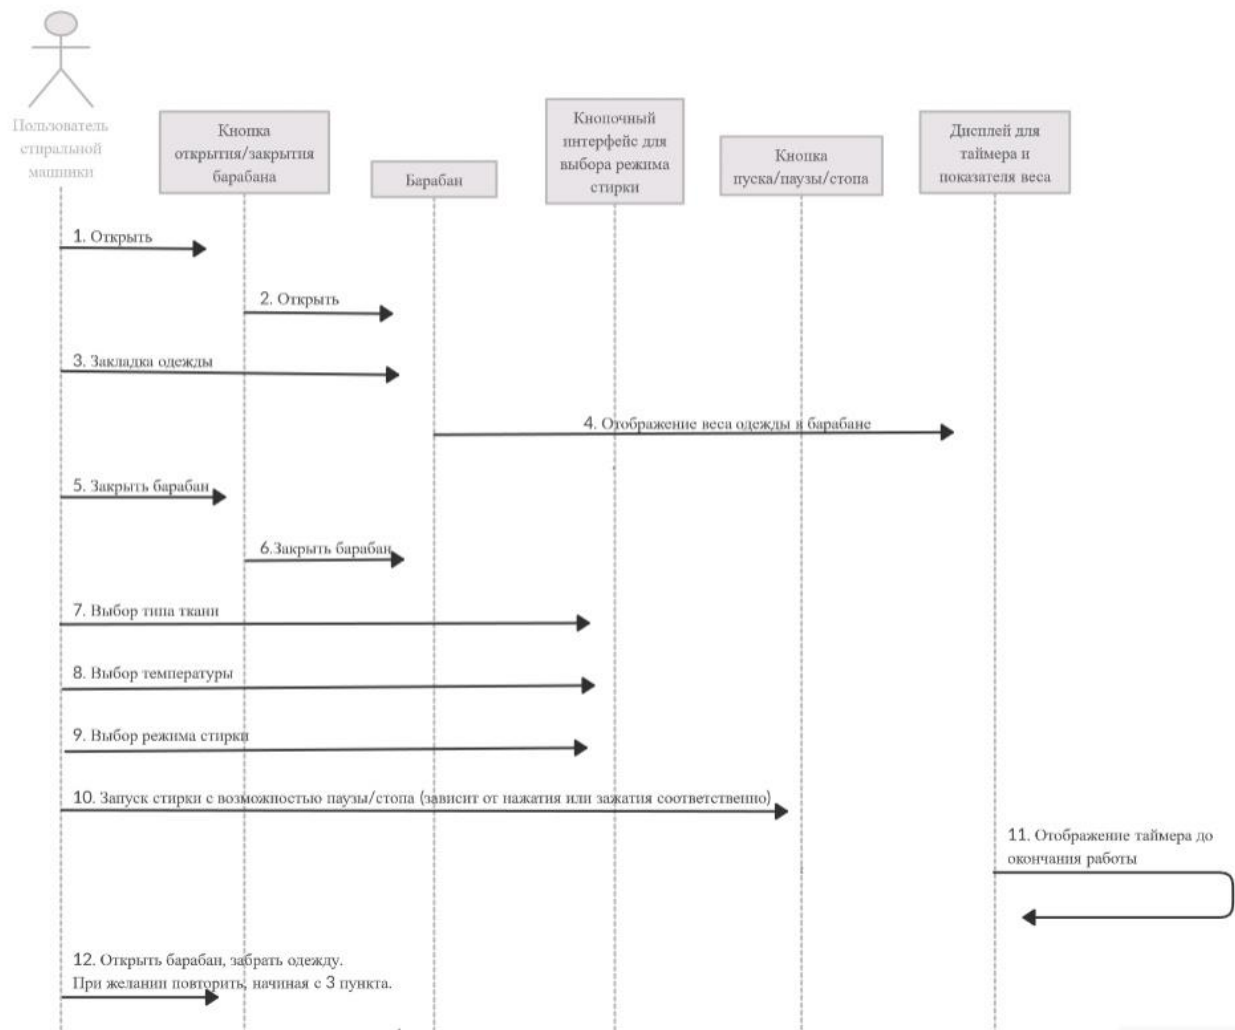 Пользователь
стиральной
машинки
Кнопка
открытия/закрытия
барабана
Барабан
Кнопочный
интерфейс для
выбора режима
стирки
Кнопка
пуска/паузы/стопа
Дисплей для
таймера и
показателя веса
1. Открыть
2. Открыть
3. Закладка одежды
4. Отображение веса одежды в барабане
5. Закрыть барабан
6.Закрыть барабан
7. Выбор типа ткани
8. Выбор температуры
9. Выбор режима стирки
10. Запуск стирки с возможностью паузы/стопа (зависит от нажатия или зажатия соответственно)
11. Отображение таймера до
окончания работы
12. Открыть барабан, забрать одежду.
При желании повторить, начиная с 3 пункта.